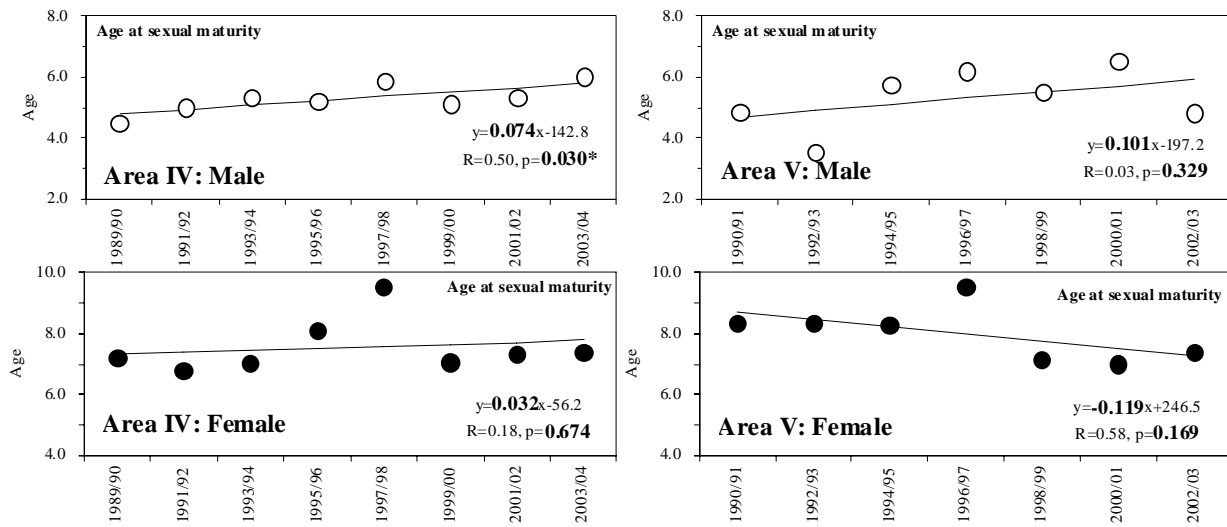 8.0
6.0
4.0
2.0
Age
Age at sexual maturity
y=0.074x-142.8
R=0.50, p=0.030*
Area IV: Male
1989/90
1991/92
1993/94
1995/96
1997/98
1999/00
2001/02
2003/04
8.0
6.0
4.0
2.0
Age
Age at sexual maturity
y=0.101x-197.2
R=0.03, p=0.329
Area V: Male
1990/91
1992/93
1994/95
1996/97
1998/99
2000/01
2002/03
10.0
8.0
6.0
4.0
Age
Age at sexual maturity
y=0.032x-56.2
R=0.18, p=0.674
Area IV: Female
1989/90
1991/92
1993/94
1995/96
1997/98
1999/00
2001/02
2003/04
10.0
8.0
6.0
4.0
Age
Age at sexual maturity
y=-0.119x+246.5
R=0.58, p=0.169
Area V: Female
1990/91
1992/93
1994/95
1996/97
1998/99
2000/01
2002/03